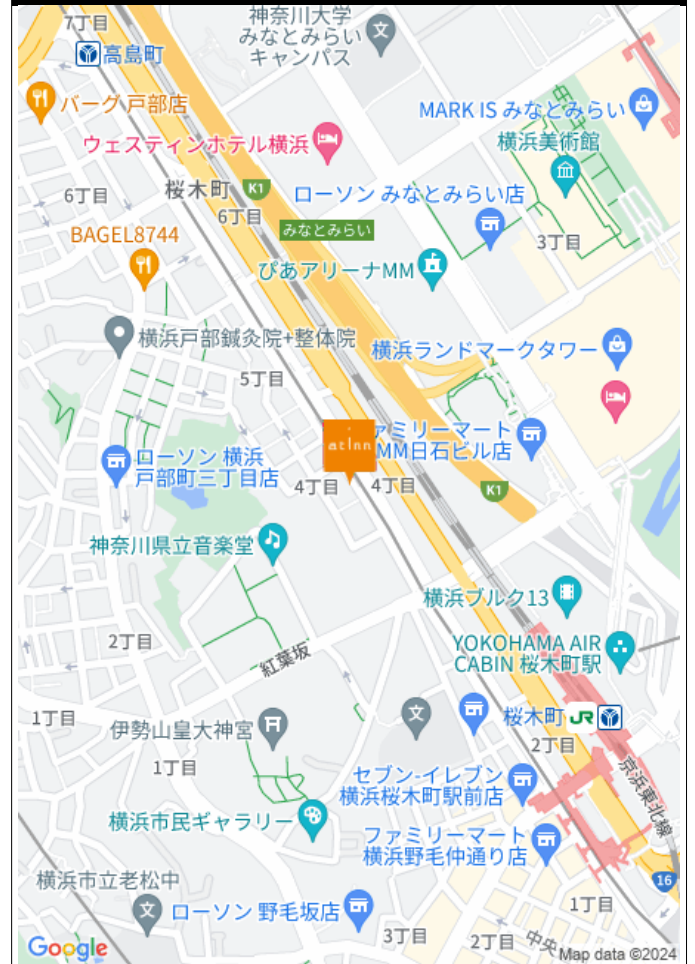 7丁目
神奈川大学
みなとみらい
キャンパス
高島町
バーグ 戸部店
MARK IS みなとみらい
ウェスティンホテル横浜
横浜美術館
6丁目
桜木町
K1
ローソン みなとみらい店
6丁目
みなとみらい
BAGEL8744
3丁目
ぴあアリーナMM
横浜戸部鍼灸院+整体院
横浜ランドマークタワー
5丁目
atinn
ァミリーマート
MM日石ビル店
ローソン 横浜
戸部町三丁目店
4丁目
4丁目
K1
神奈川県立音楽堂
横浜ブルク13
2丁目
紅葉坂
YOKOHAMA AIR
CABIN 桜木町駅
1丁目
伊勢山皇大神宮
桜木町
JR
2丁目
1丁目
セブン-イレブン
横浜桜木町駅前店
京浜東北線
横浜市民ギャラリー
ファミリーマート
横浜野毛仲通り店
横浜市立老松中
16
ローソン 野毛坂店
1丁目
3丁目
2丁目
中央
Google
Map data ©2024